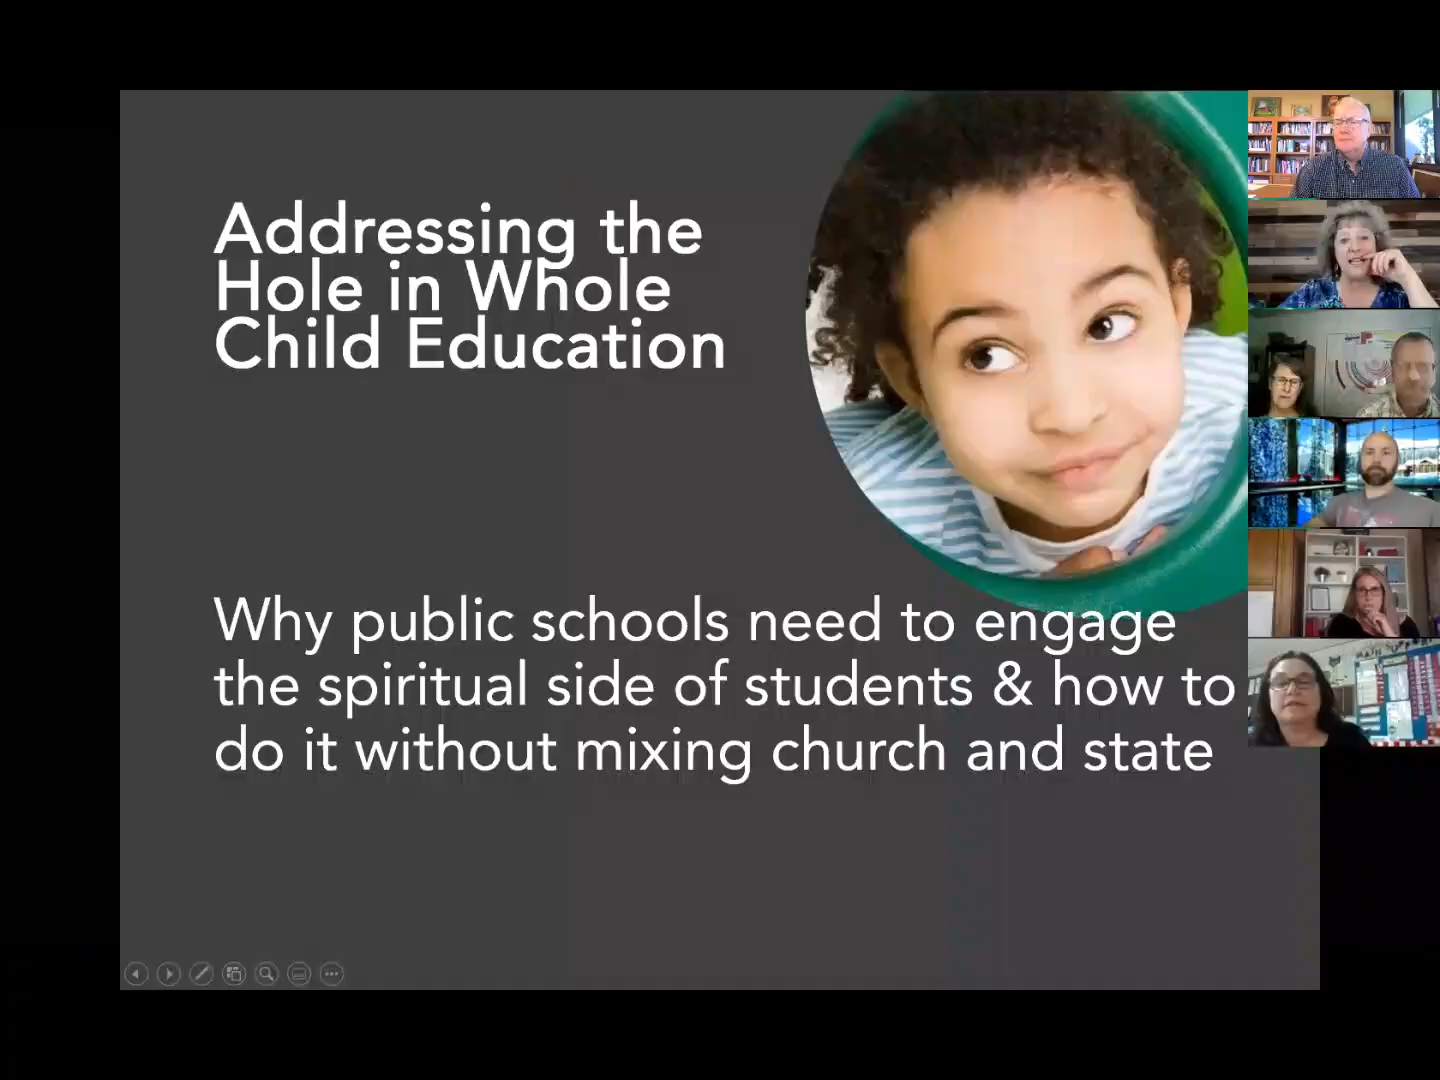 Addressing the
Hole in Whole
Child Education
Why public schools need to engage
the spiritual side of students & how to
do it without mixing church and state